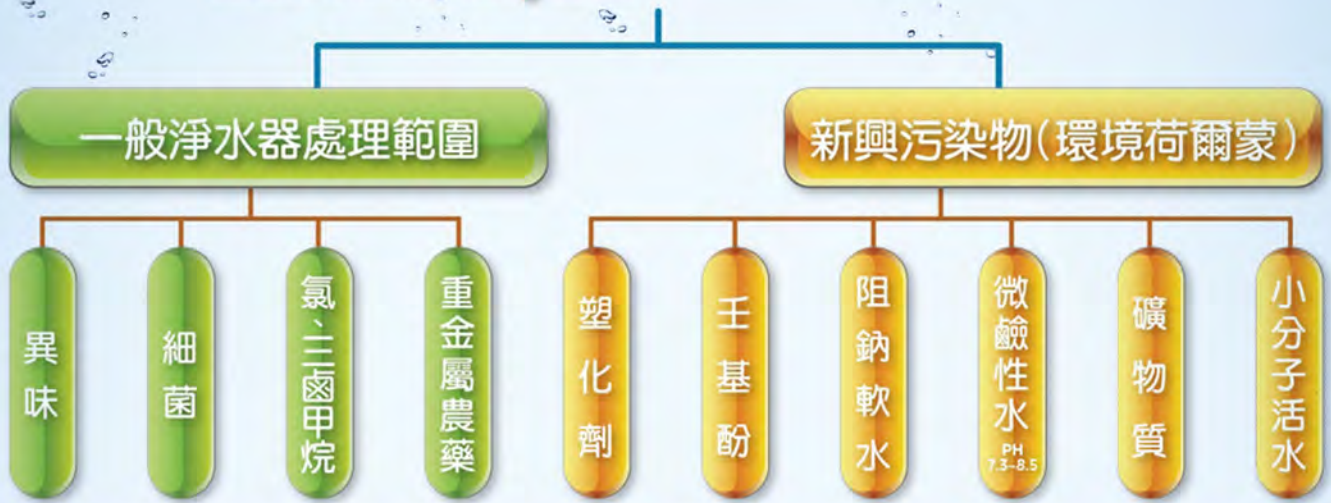 一般淨水器處理範圍
新興污染物(環境荷爾蒙)
異味
細菌
氯、三鹵甲烷
重金屬農藥
塑化劑
壬基酚
阻鈉軟水
微鹼性水
PH
7.3-8.5
礦物質
小分子活水